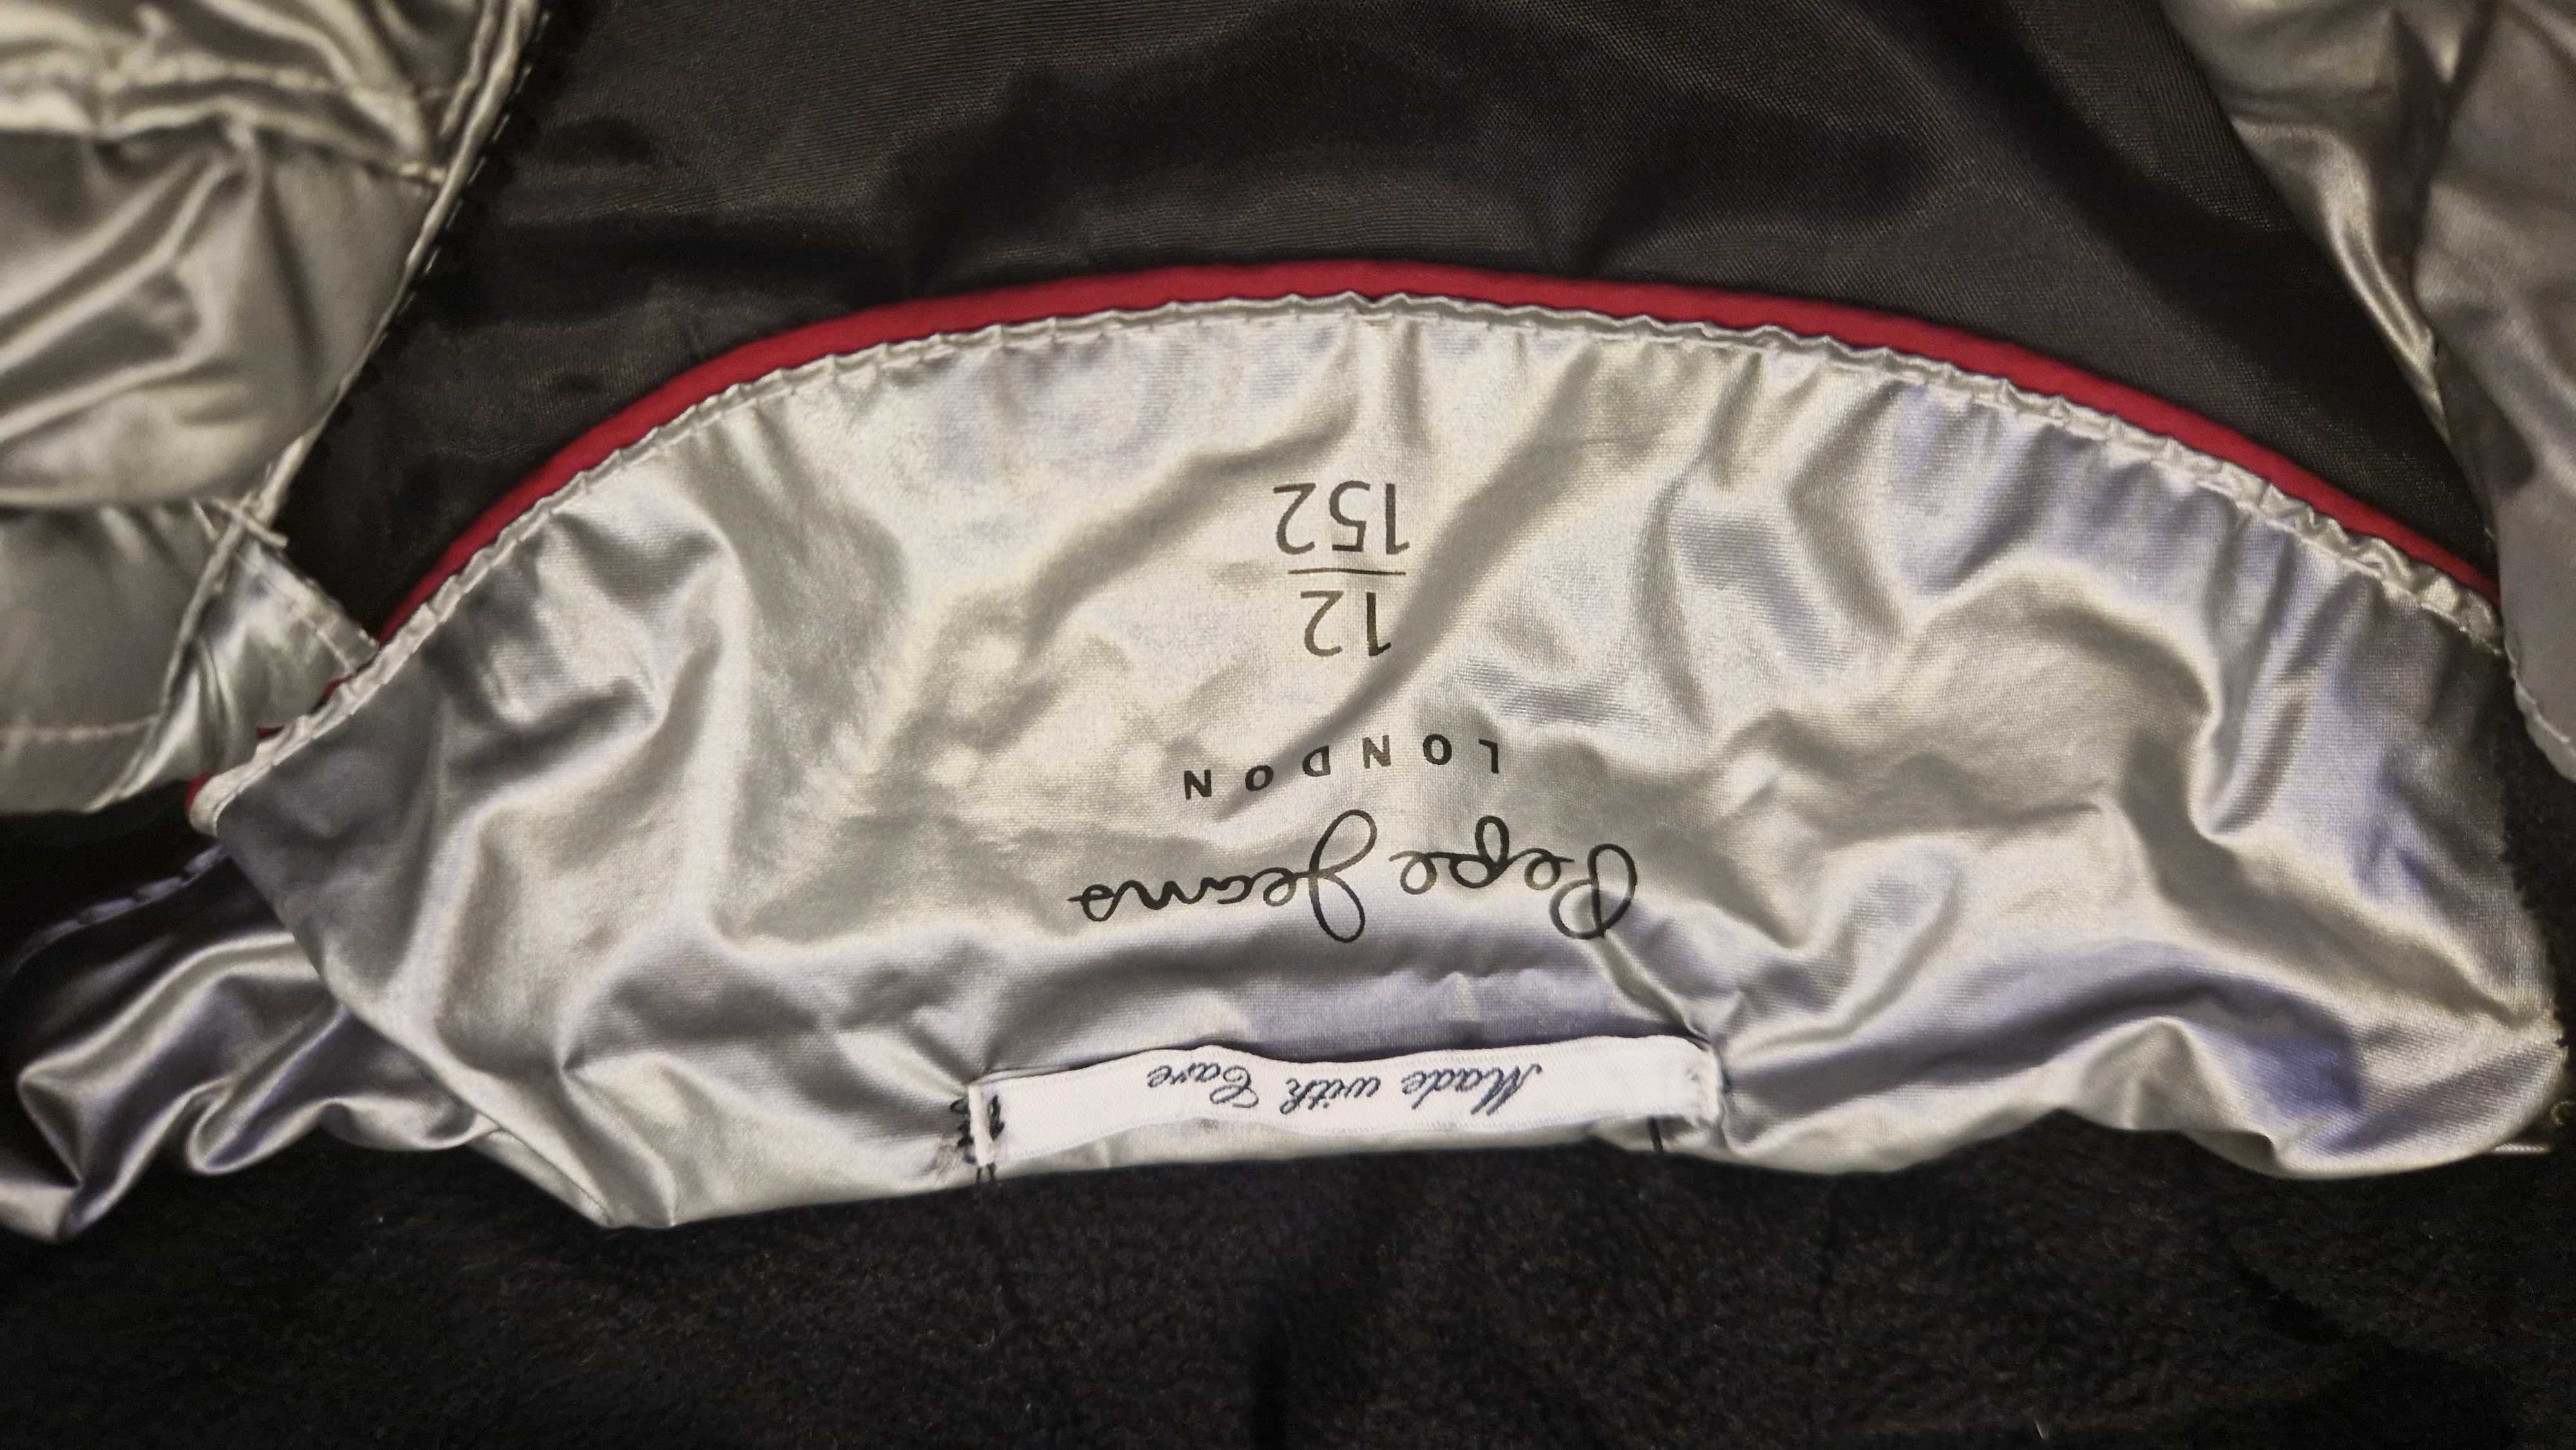 Made with Care
Pepe Jeans
LONDON
12
152